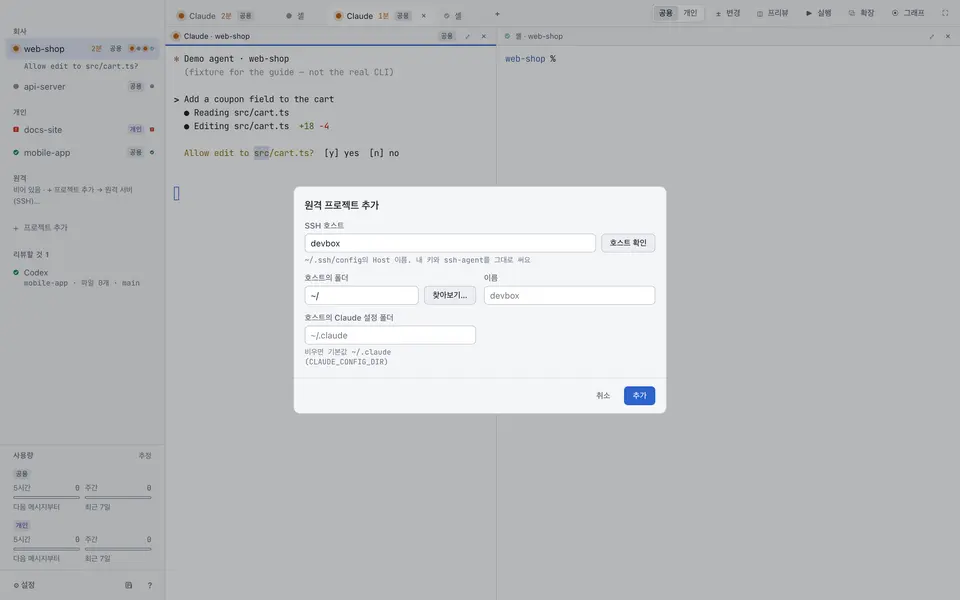 Claude 2분 공용
셸
Claude 1분 공용 ×
셸
+
공용 개인
± 변경
프리뷰
▶ 실행
확장
그래프
회사
web-shop 2분 공용
Allow edit to src/cart.ts?
api-server 공용
개인
docs-site 개인
mobile-app 공용
원격
비어 있음 · + 프로젝트 추가 → 원격 서버
(SSH)…
+ 프로젝트 추가
리뷰할 것 1
Codex
mobile-app · 파일 0개 · main
사용량 추정
공용
5시간 0 주간 0
다음 메시지부터 최근 7일
개인
5시간 0 주간 0
다음 메시지부터 최근 7일
설정 ?
Claude · web-shop 공용 ×
Demo agent · web-shop
(fixture for the guide — not the real CLI)
> Add a coupon field to the cart
● Reading src/cart.ts
● Editing src/cart.ts +18 -4
Allow edit to src/cart.ts? [y] yes [n] no
셸 · web-shop ×
web-shop %
원격 프로젝트 추가
SSH 호스트
devbox 호스트 확인
~/.ssh/config의 Host 이름. 내 키와 ssh-agent를 그대로 써요
호스트의 폴더 이름
~/ 찾아보기... devbox
호스트의 Claude 설정 폴더
~/.claude
비우면 기본값 ~/.claude
(CLAUDE_CONFIG_DIR)
취소 추가